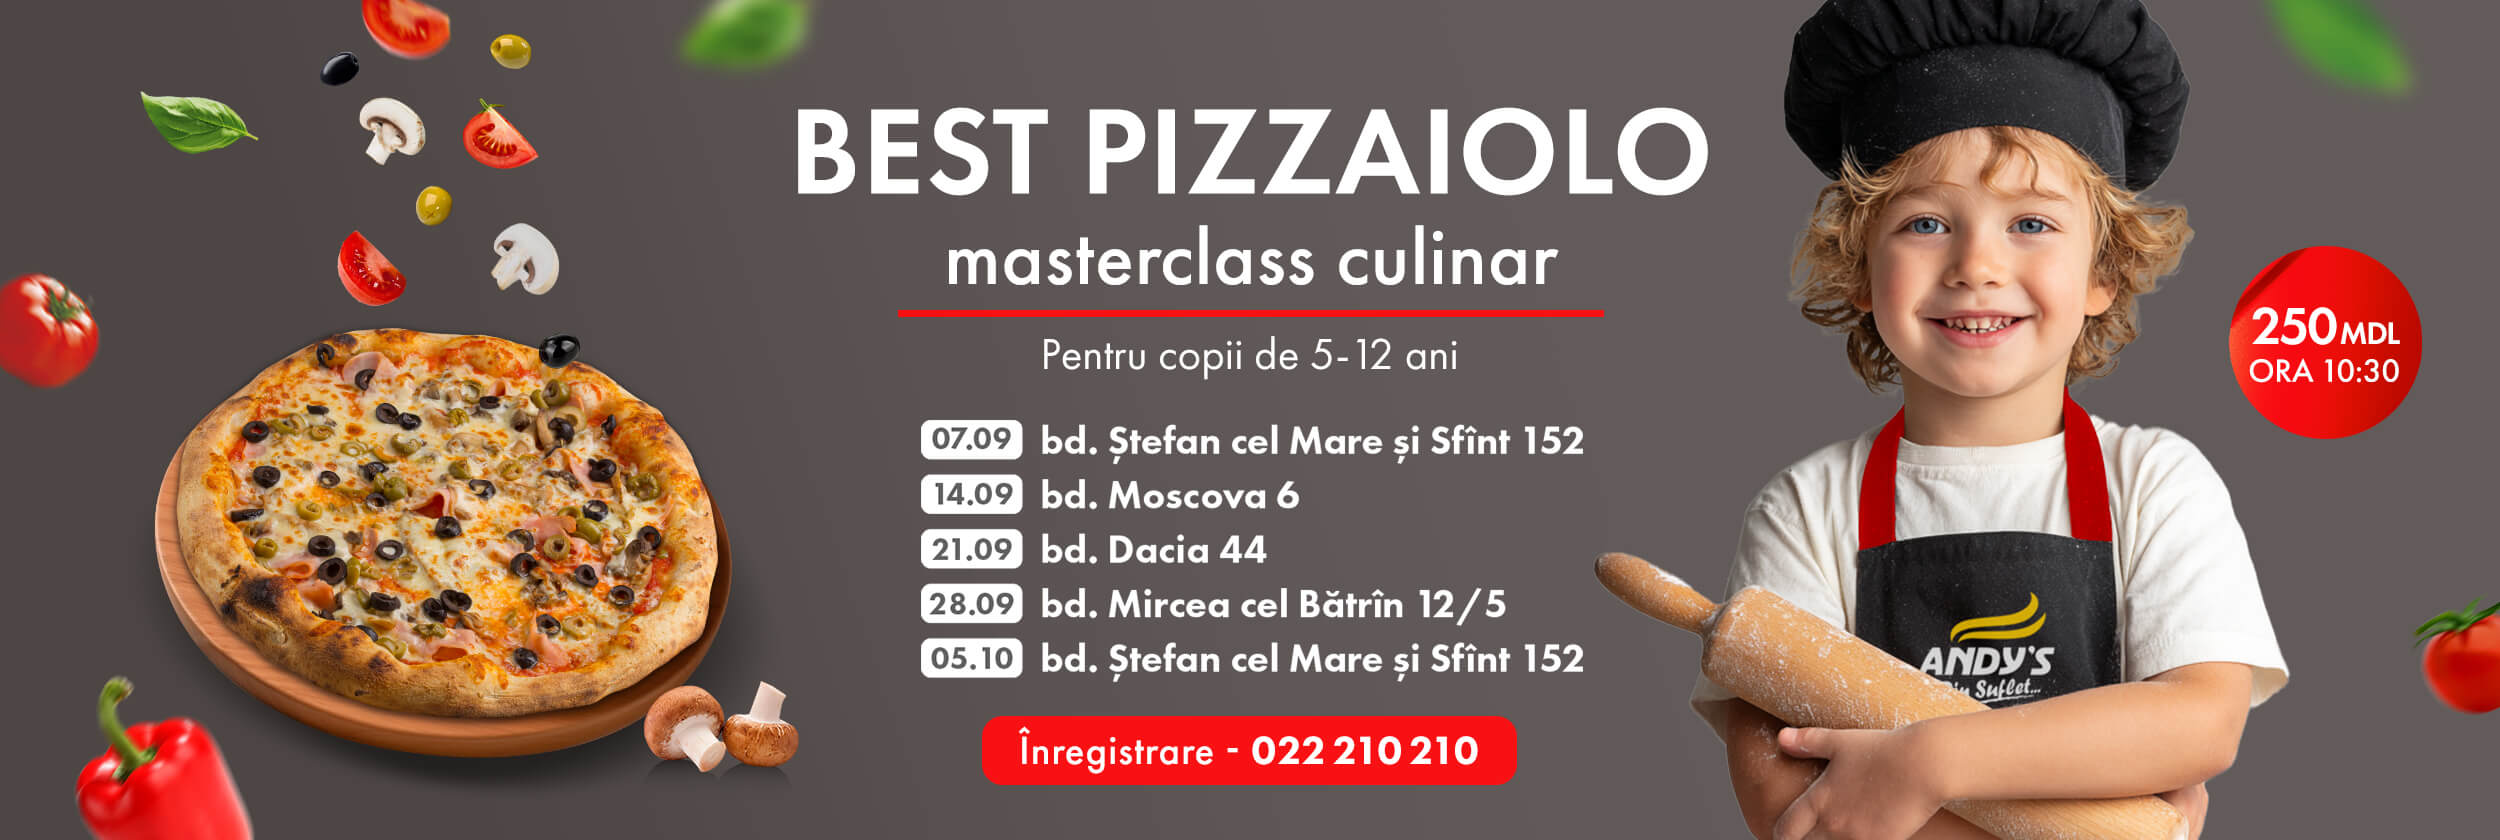 BEST PIZZAIOLO
masterclass culinar
Pentru copii de 5-12 ani
07.09 bd. Ștefan cel Mare și Sfînt 152
14.09 bd. Moscova 6
21.09 bd. Dacia 44
28.09 bd. Mircea cel Bătrîn 12/5
05.10 bd. Ștefan cel Mare și Sfînt 152
Înregistrare - 022 210 210
250 MDL
ORA 10:30
ANDY'S
Din Suflet...